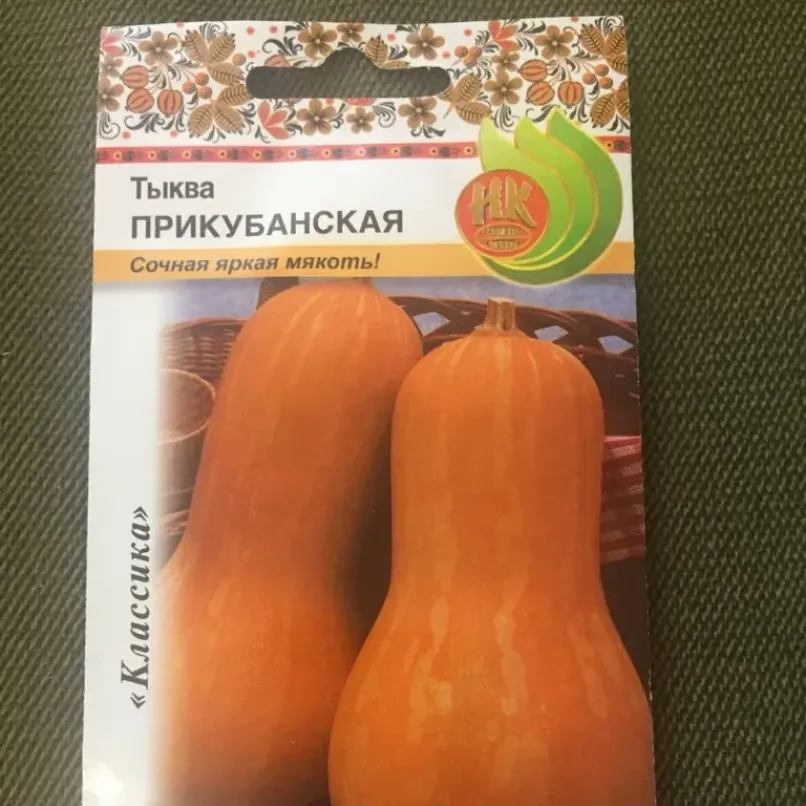 Тыква
ПРИКУБАНСКАЯ
Сочная яркая мякоть!
НК
«Классика»